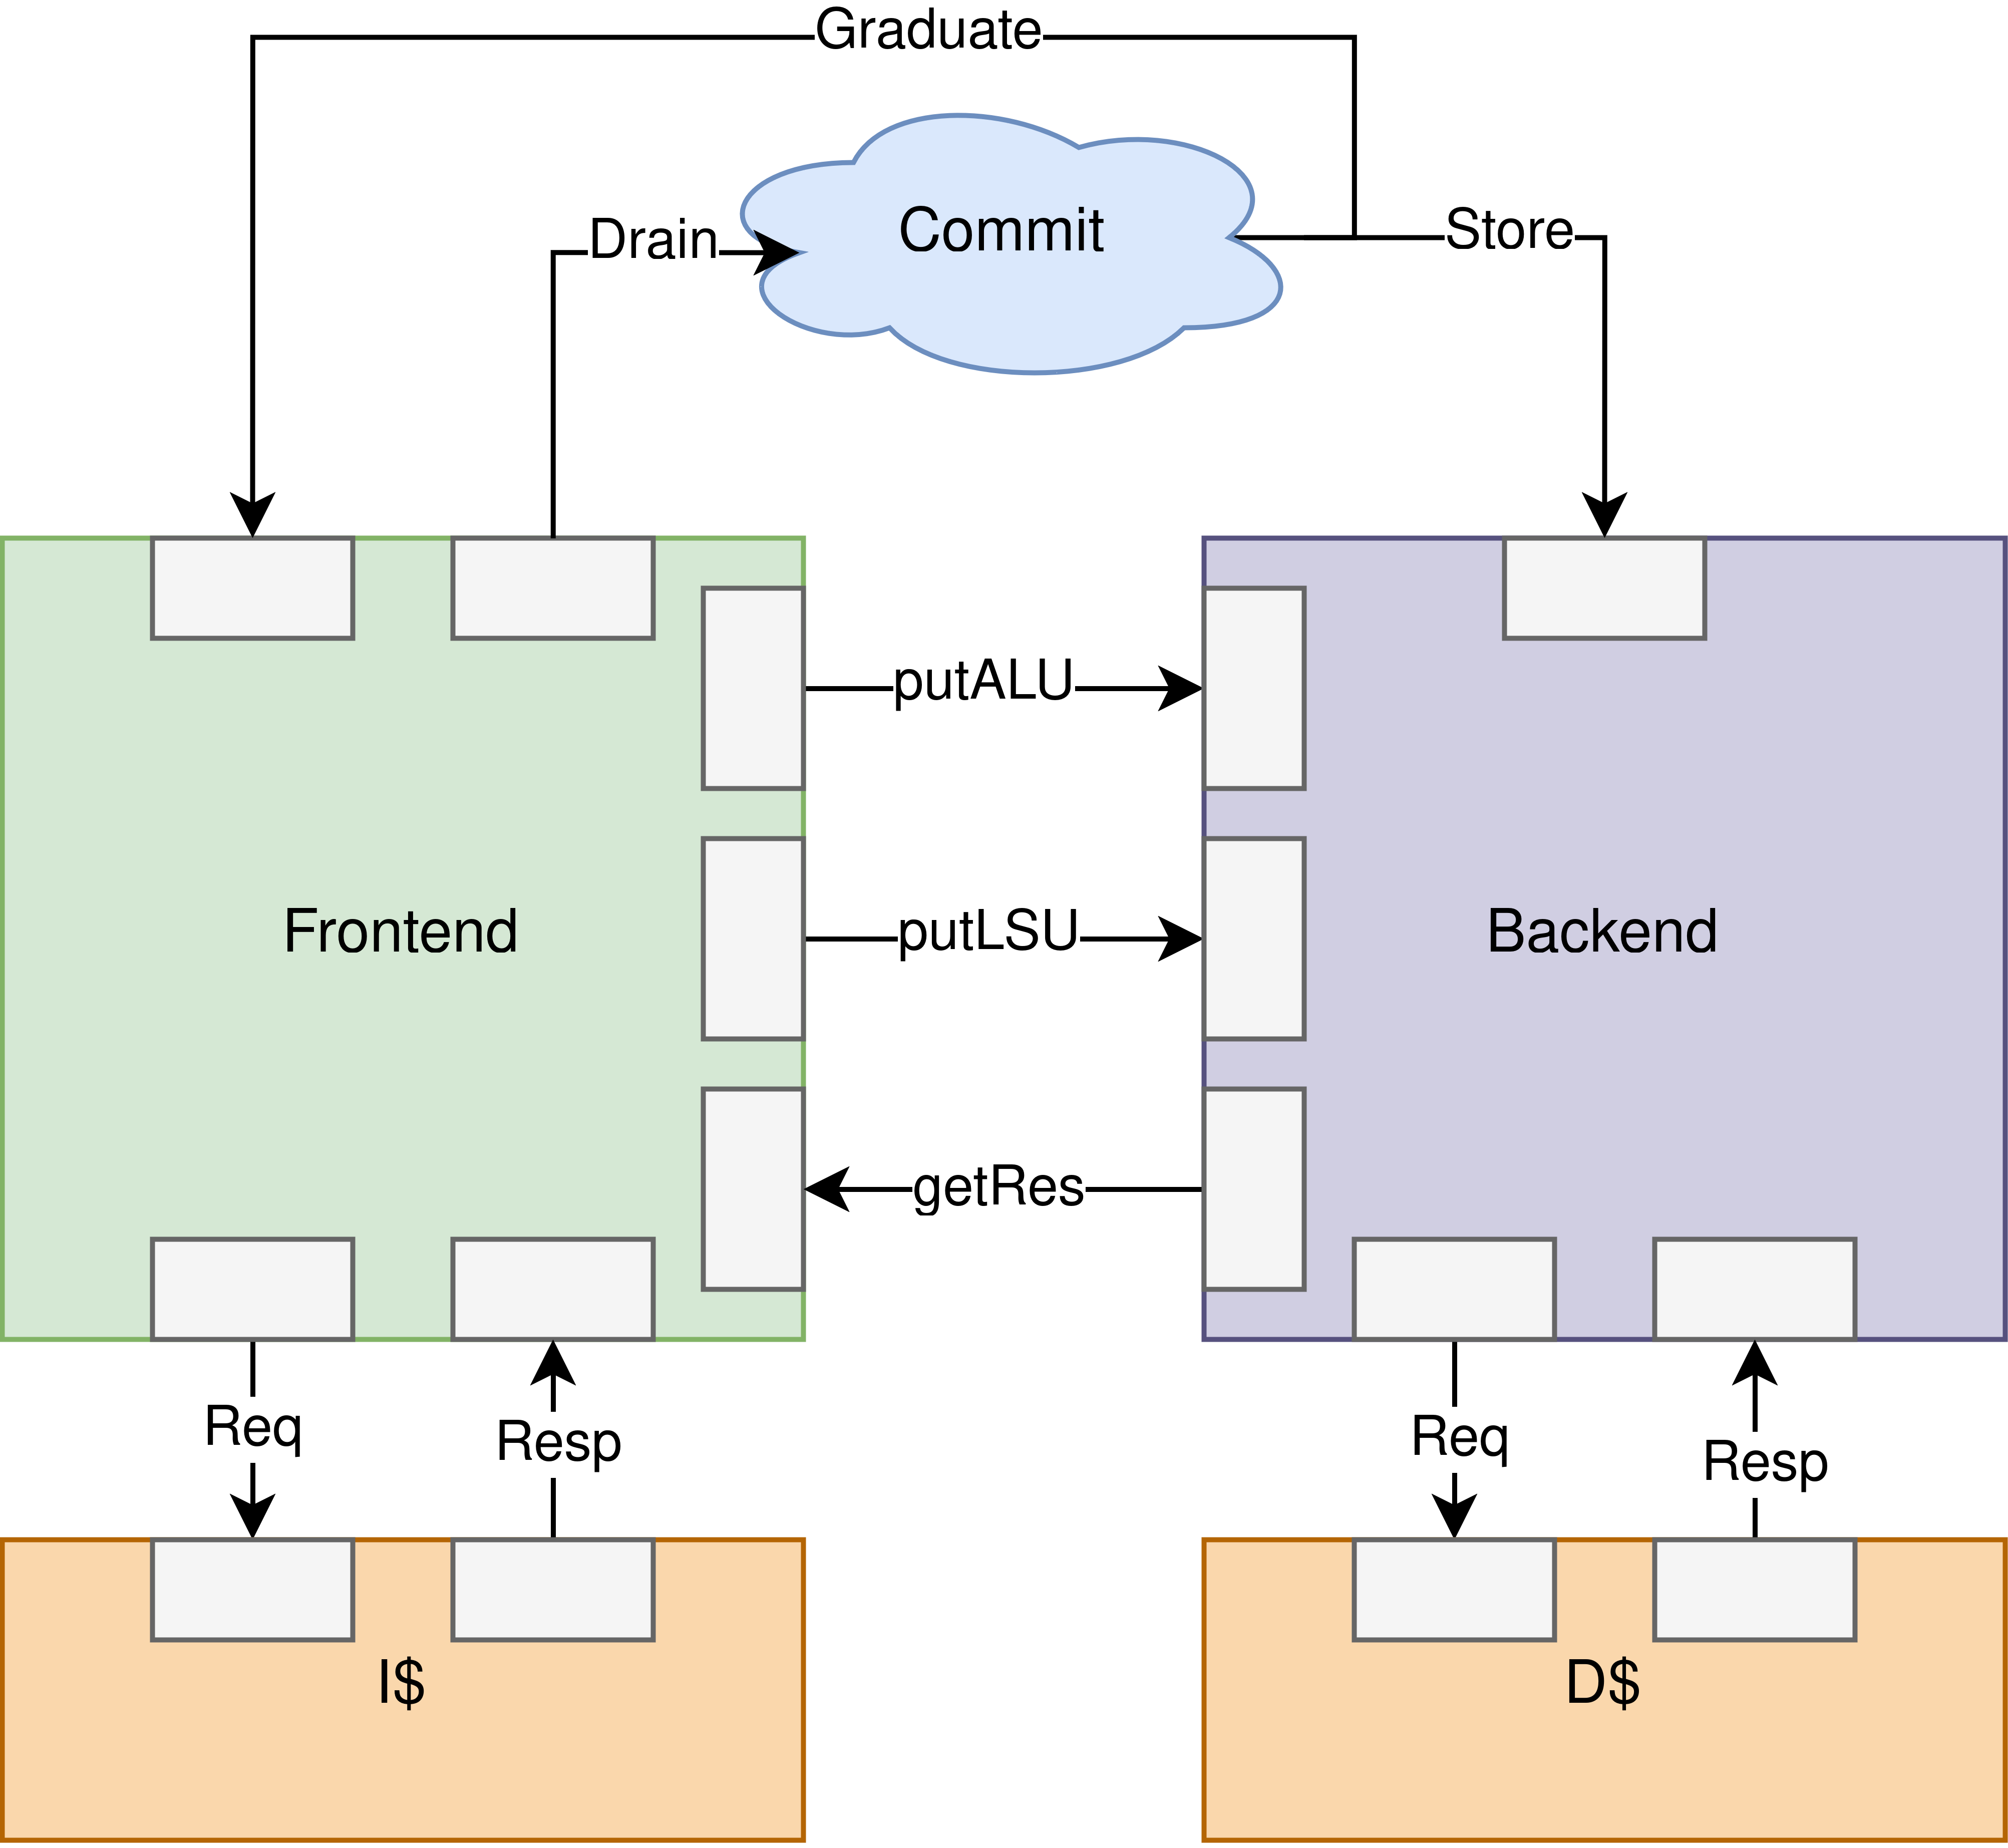 Graduate
Commit
Drain
Store
putALU
Frontend
putLSU
Backend
getRes
Req
Resp
Req
Resp
I$
D$